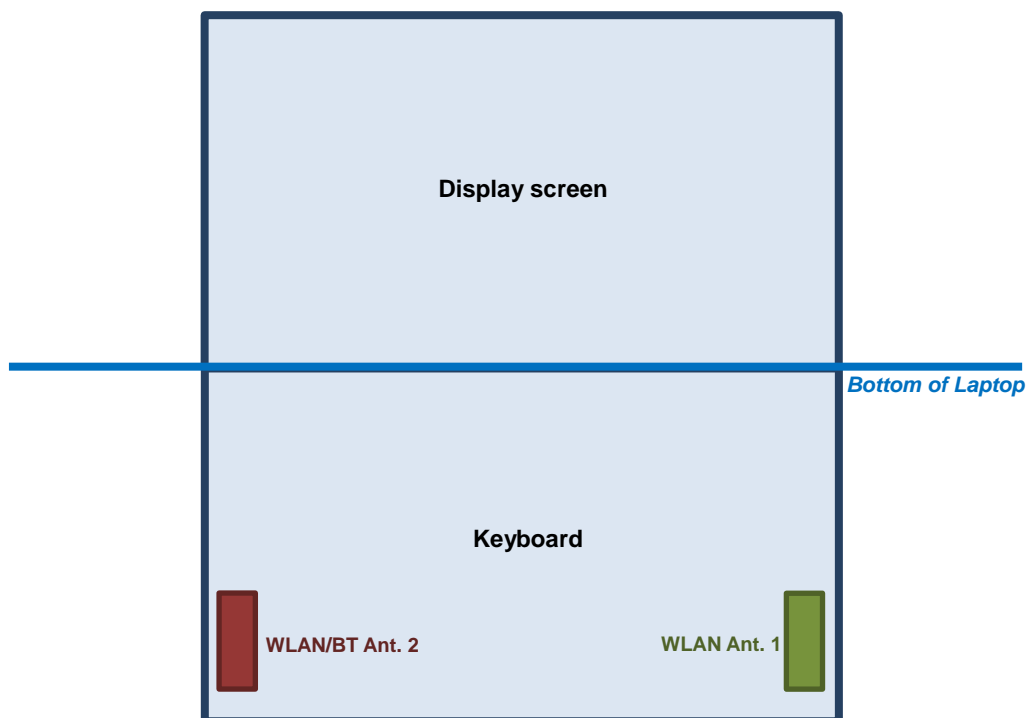 Display screen
Bottom of Laptop
Keyboard
WLAN/BT Ant. 2
WLAN Ant. 1